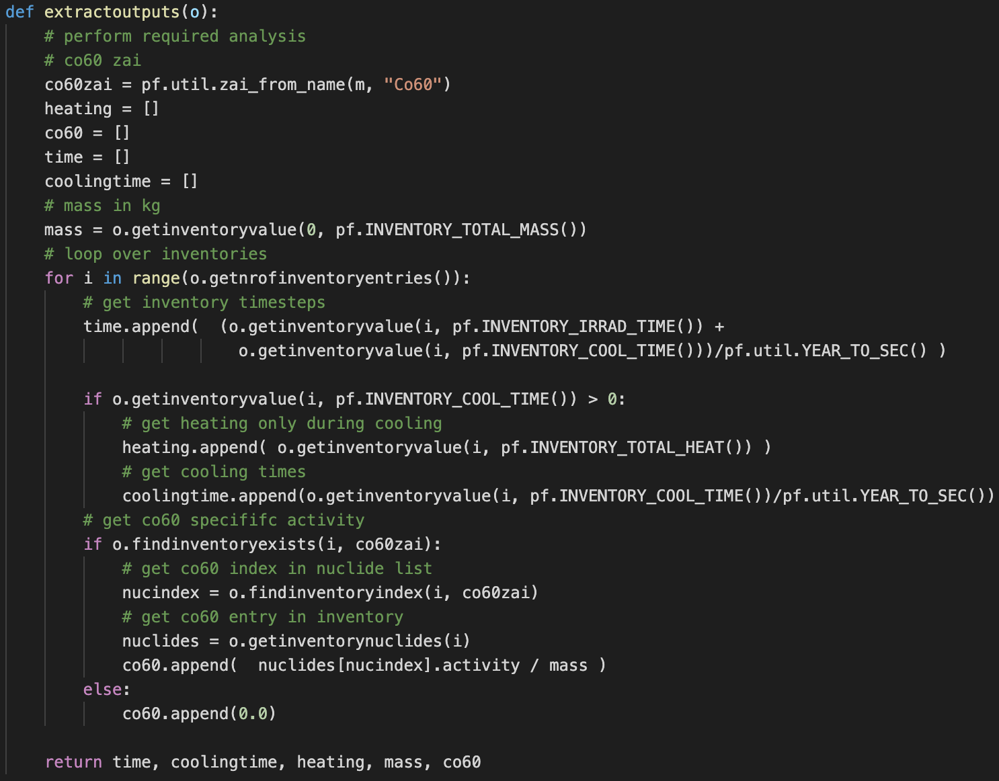 def extractoutputs(o):
    # perform required analysis
    # co60 zai
    co60zai = pf.util.zai_from_name(m, "Co60")
    heating = []
    co60 = []
    time = []
    coolingtime = []
    # mass in kg
    mass = o.getinventoryvalue(0, pf.INVENTORY_TOTAL_MASS())
    # loop over inventories
    for i in range(o.getnrofinventoryentries()):
        # get inventory timesteps
        time.append(  (o.getinventoryvalue(i, pf.INVENTORY_IRRAD_TIME()) +
                        o.getinventoryvalue(i, pf.INVENTORY_COOL_TIME()))/pf.util.YEAR_TO_SEC() )

        if o.getinventoryvalue(i, pf.INVENTORY_COOL_TIME()) > 0:
            # get heating only during cooling
            heating.append( o.getinventoryvalue(i, pf.INVENTORY_TOTAL_HEAT()) )
            # get cooling times
            coolingtime.append(o.getinventoryvalue(i, pf.INVENTORY_COOL_TIME())/pf.util.YEAR_TO_SEC())
        # get co60 specififc activity
        if o.findinventoryexists(i, co60zai):
            # get co60 index in nuclide list
            nucindex = o.findinventoryindex(i, co60zai)
            # get co60 entry in inventory
            nuclides = o.getinventorynuclides(i)
            co60.append(  nuclides[nucindex].activity / mass )
        else:
            co60.append(0.0)

    return time, coolingtime, heating, mass, co60